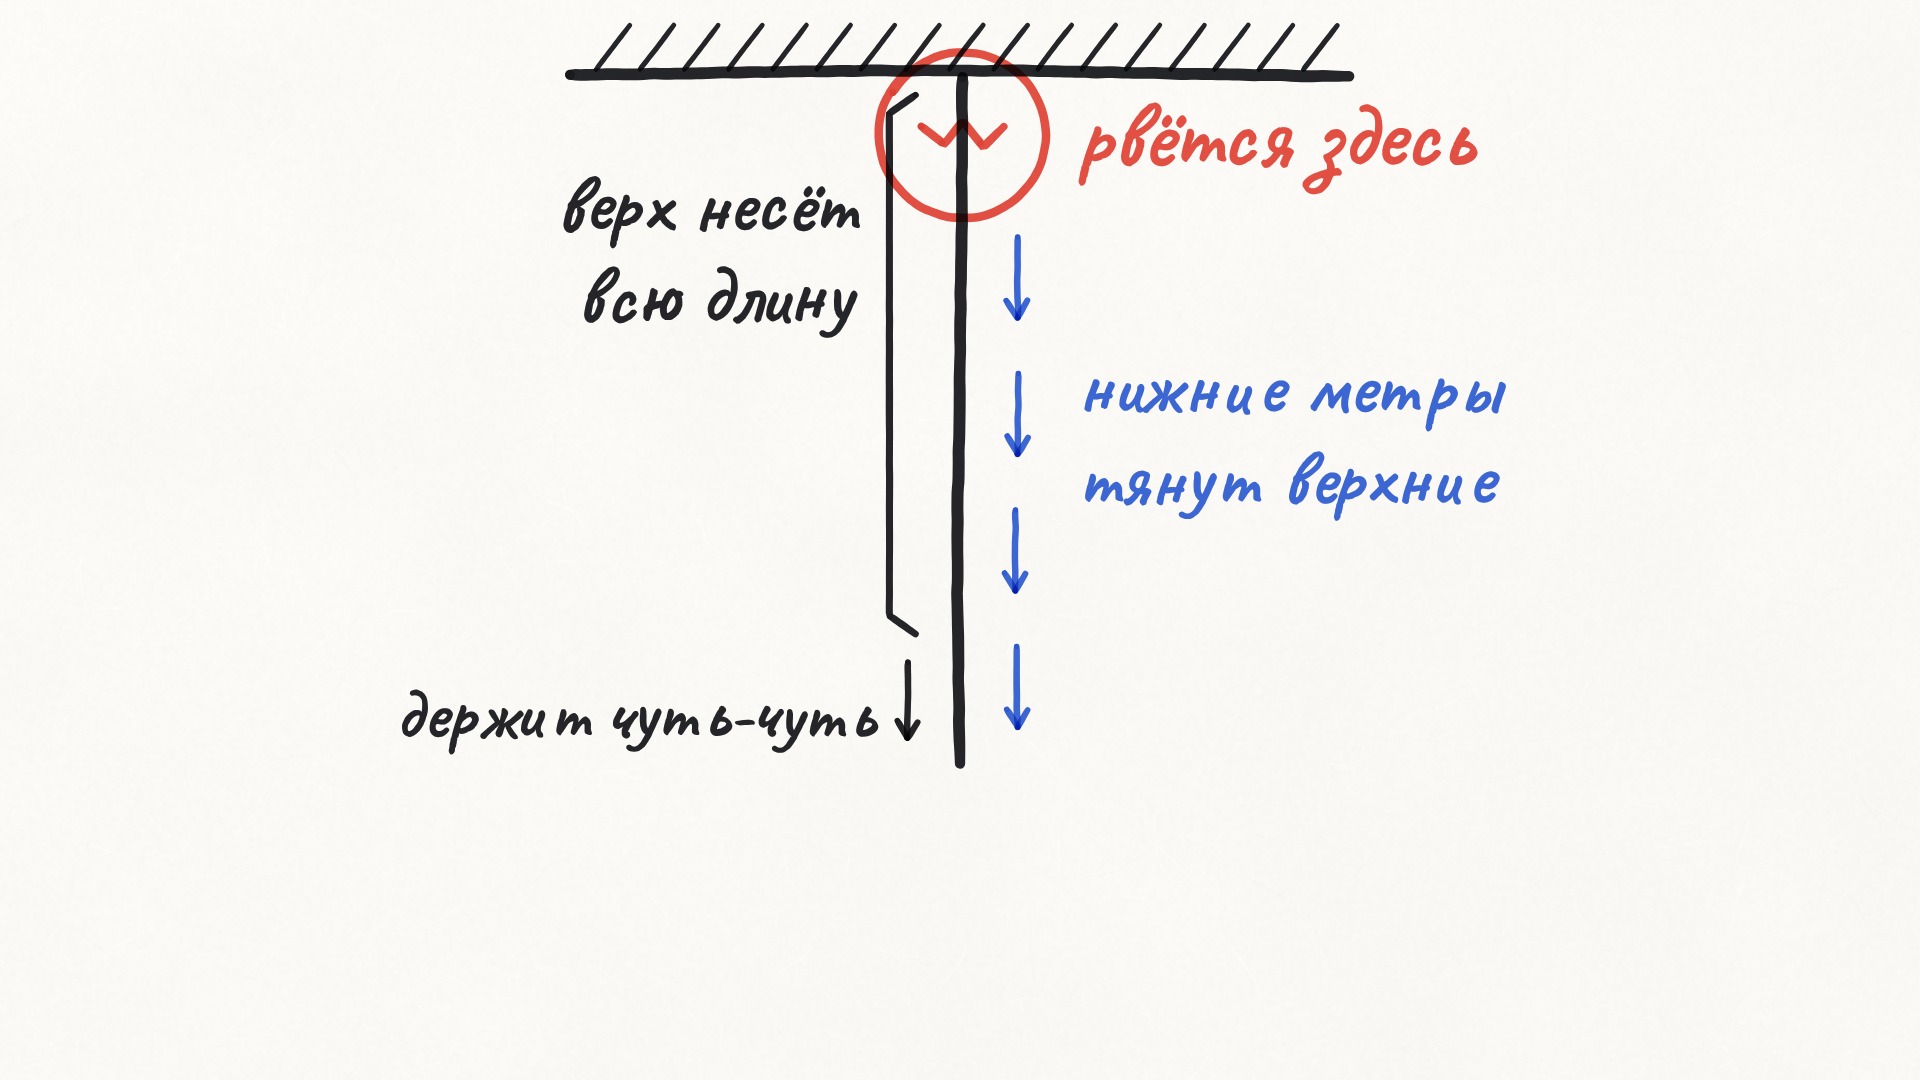 рвётся здесь
верх несёт
всю длину
нижние метры
тянут верхние
держит чуть-чуть